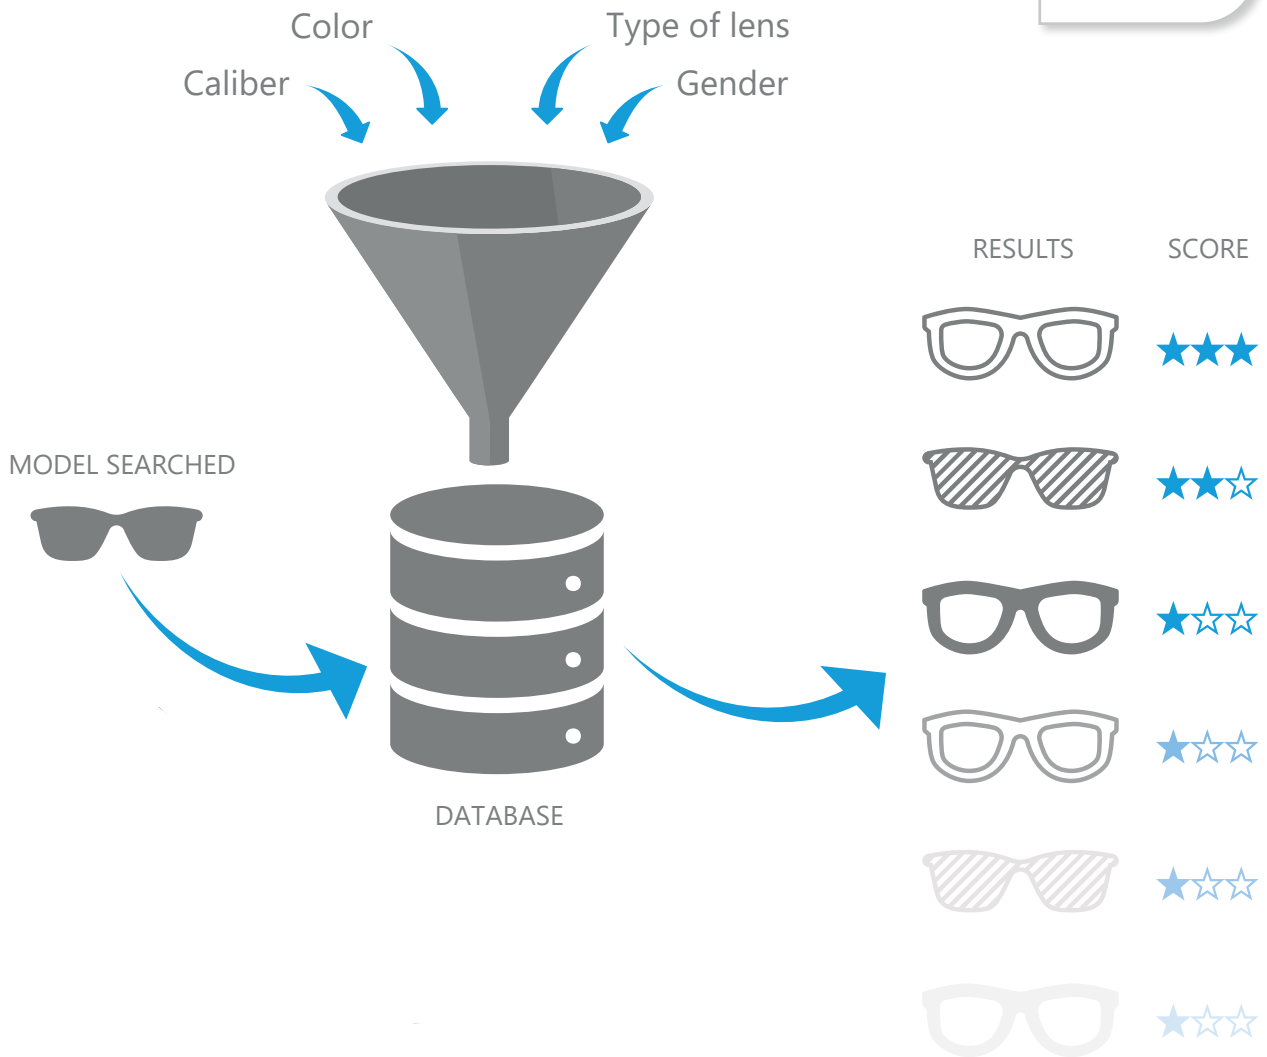 Color
Type of lens
Caliber
Gender
RESULTS
SCORE
MODEL SEARCHED
DATABASE